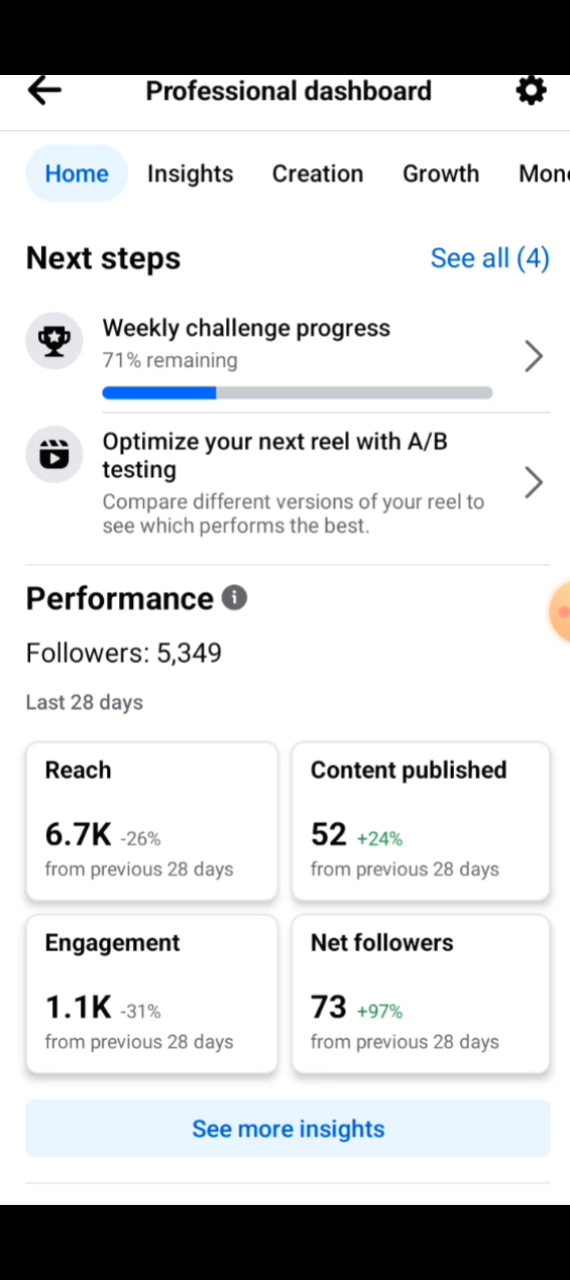 Professional dashboard
Home Insights Creation Growth Mon
Next steps See all (4)
Weekly challenge progress
71% remaining
Optimize your next reel with A/B
testing
Compare different versions of your reel to
see which performs the best.
Performance
Followers: 5,349
Last 28 days
Reach
6.7K -26%
from previous 28 days
Content published
52 +24%
from previous 28 days
Engagement
1.1K -31%
from previous 28 days
Net followers
73 +97%
from previous 28 days
See more insights